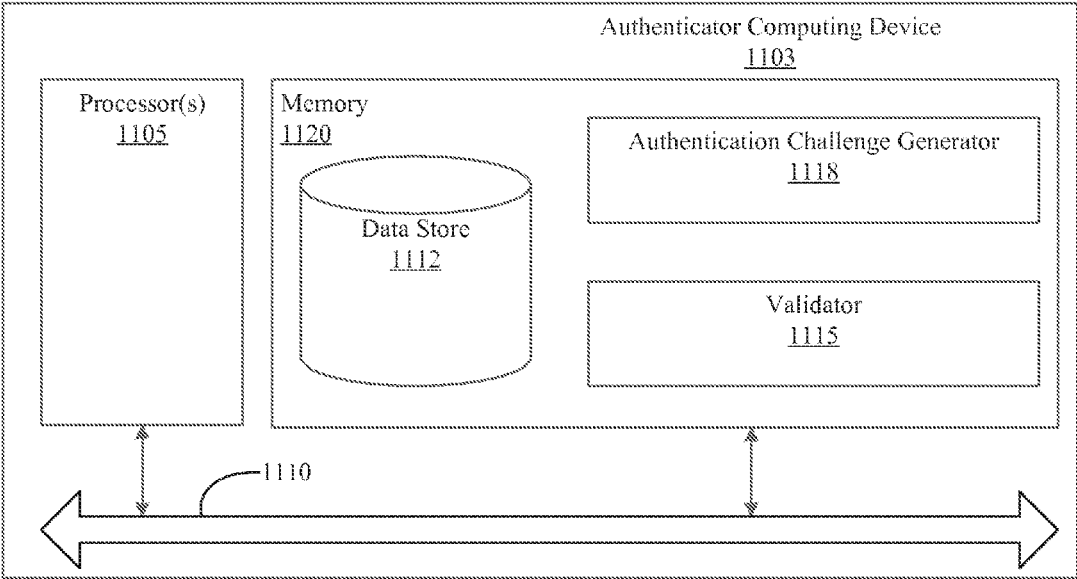 Authenticator Computing Device
1103
Processor(s)
1105
Memory
1120
Authentication Challenge Generator
1118
Data Store
1112
Validator
1115
1110